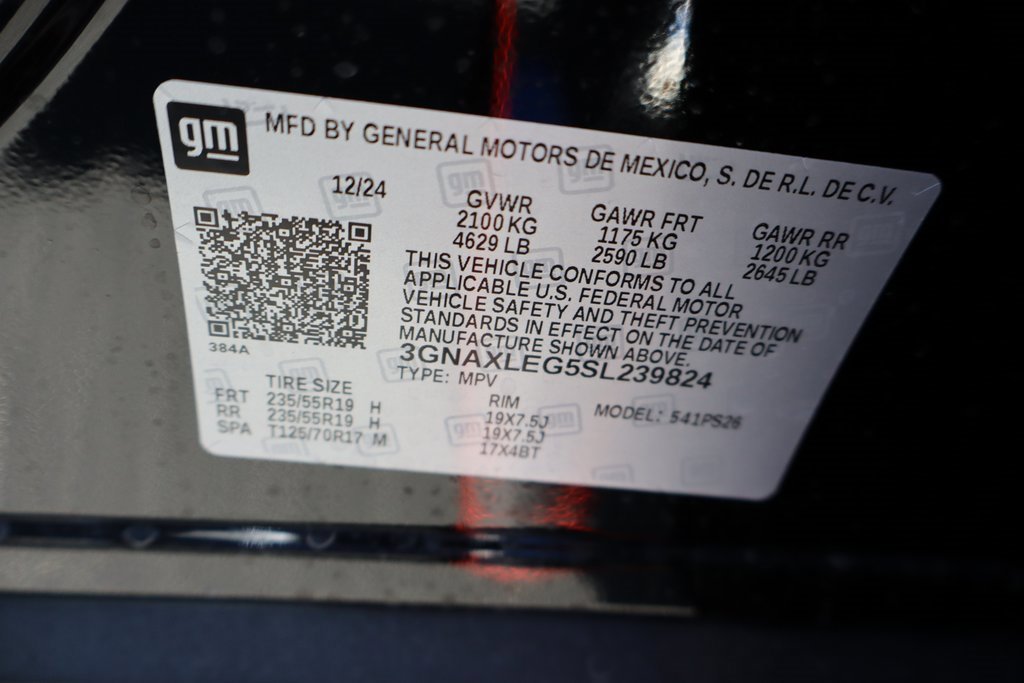 gm
MFD BY GENERAL MOTORS DE MEXICO, S. DE R.L. DE C.V.
12/24
GVWR GAWR FRT GAWR RR
2100 KG 1175 KG 1200 KG
4629 LB 2590 LB 2645 LB
THIS VEHICLE CONFORMS TO ALL
APPLICABLE U.S. FEDERAL MOTOR
VEHICLE SAFETY AND THEFT PREVENTION
STANDARDS IN EFFECT ON THE DATE OF
MANUFACTURE SHOWN ABOVE.
384A
3GNAXLEG5SL239824
TYPE: MPV
TIRE SIZE RIM
FRT 235/55R19 H 19X7.5J
RR 235/55R19 H 19X7.5J
SPA T125/70R17 M 17X4BT
MODEL: 541PS26